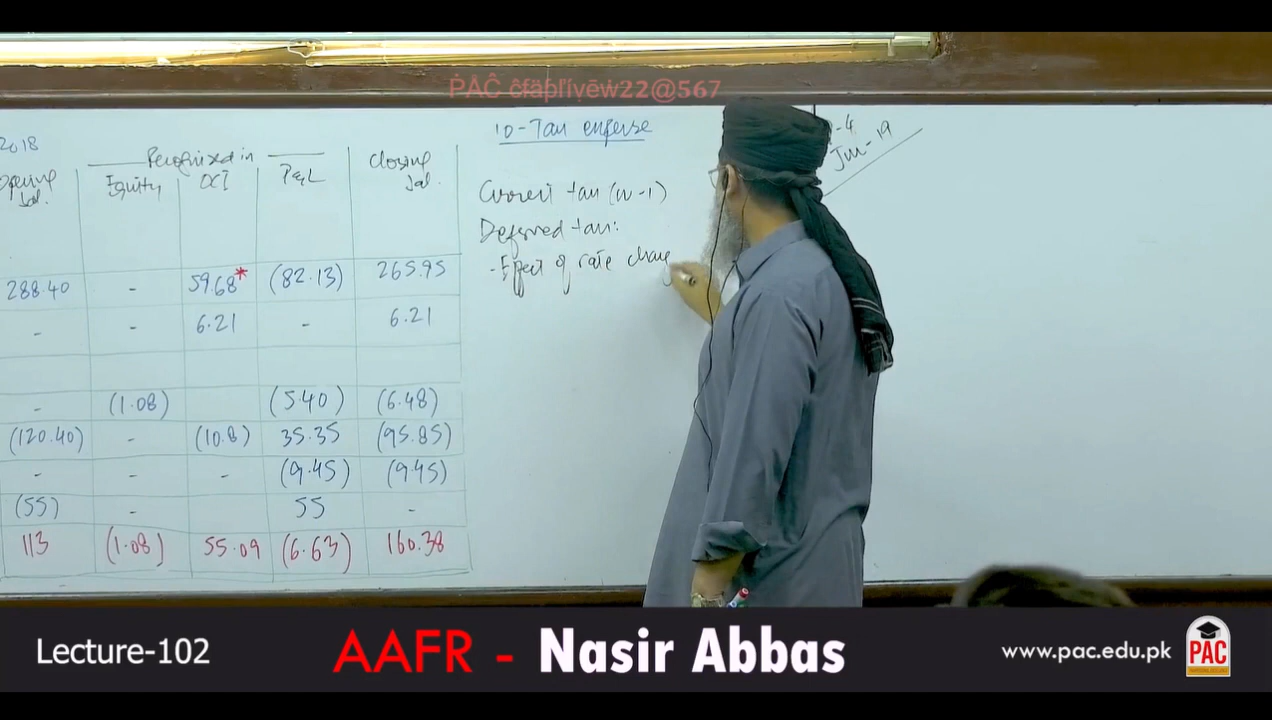 PAC cfaplivew22@567
2018
Opening Bal.
Recognized in
Equity OCI P&L
Closing Bal.
288.40 - 59.68* (82.13) 265.95
- - 6.21 - 6.21
- (1.08) (5.40) (6.48)
(120.40) - (10.8) 35.35 (95.85)
- - - (9.45) (9.45)
(55) - 55 -
113 (1.08) 55.09 (6.63) 160.38
10-Tax expense
Current tax (W-1)
Deferred tax:
- Effect of rate chang
-4
Jun-19
Lecture-102
AAFR - Nasir Abbas
www.pac.edu.pk
PAC